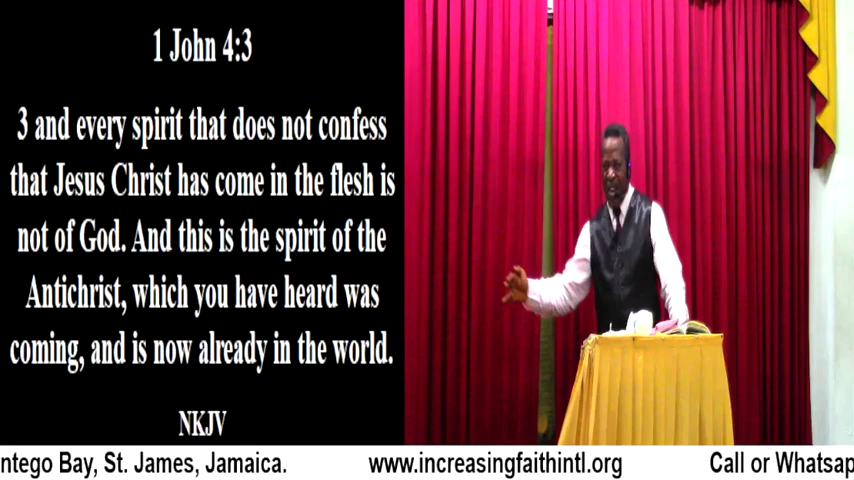 1 John 4:3
3 and every spirit that does not confess
that Jesus Christ has come in the flesh is
not of God. And this is the spirit of the
Antichrist, which you have heard was
coming, and is now already in the world.
NKJV
ntego Bay, St. James, Jamaica. www.increasingfaithintl.org Call or Whatsap